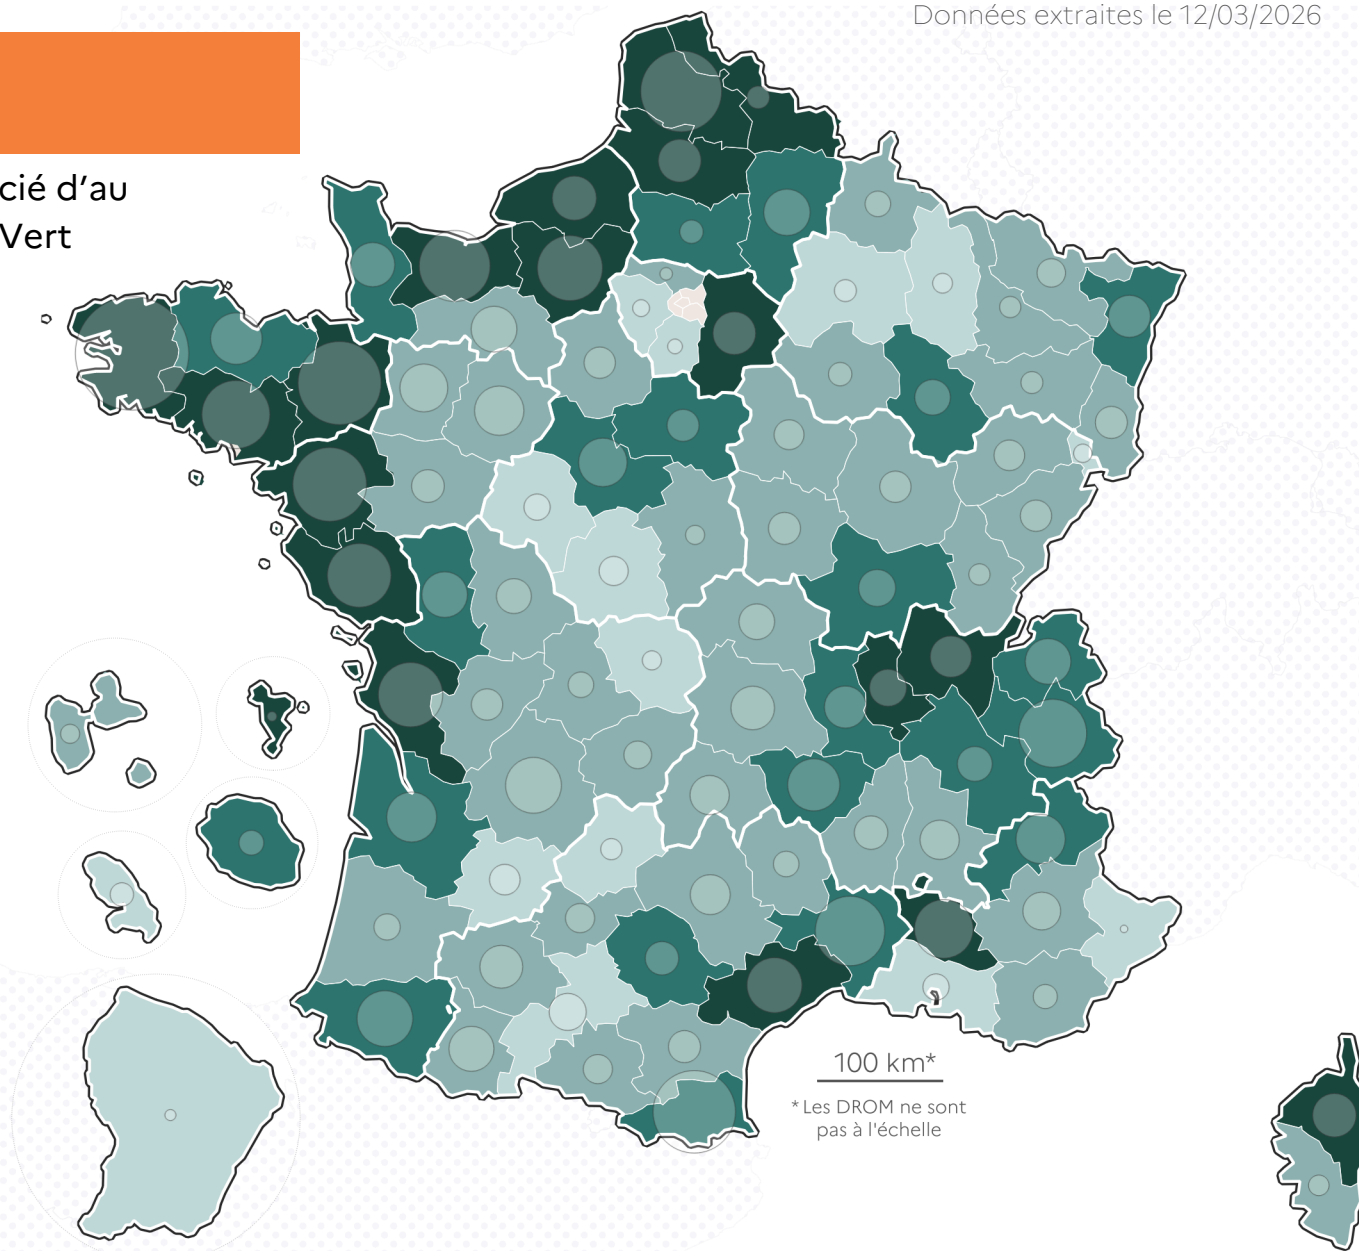 Données extraites le 12/03/2026
cié d’au
Vert
100 km*
* Les DROM ne sont
pas à l'échelle